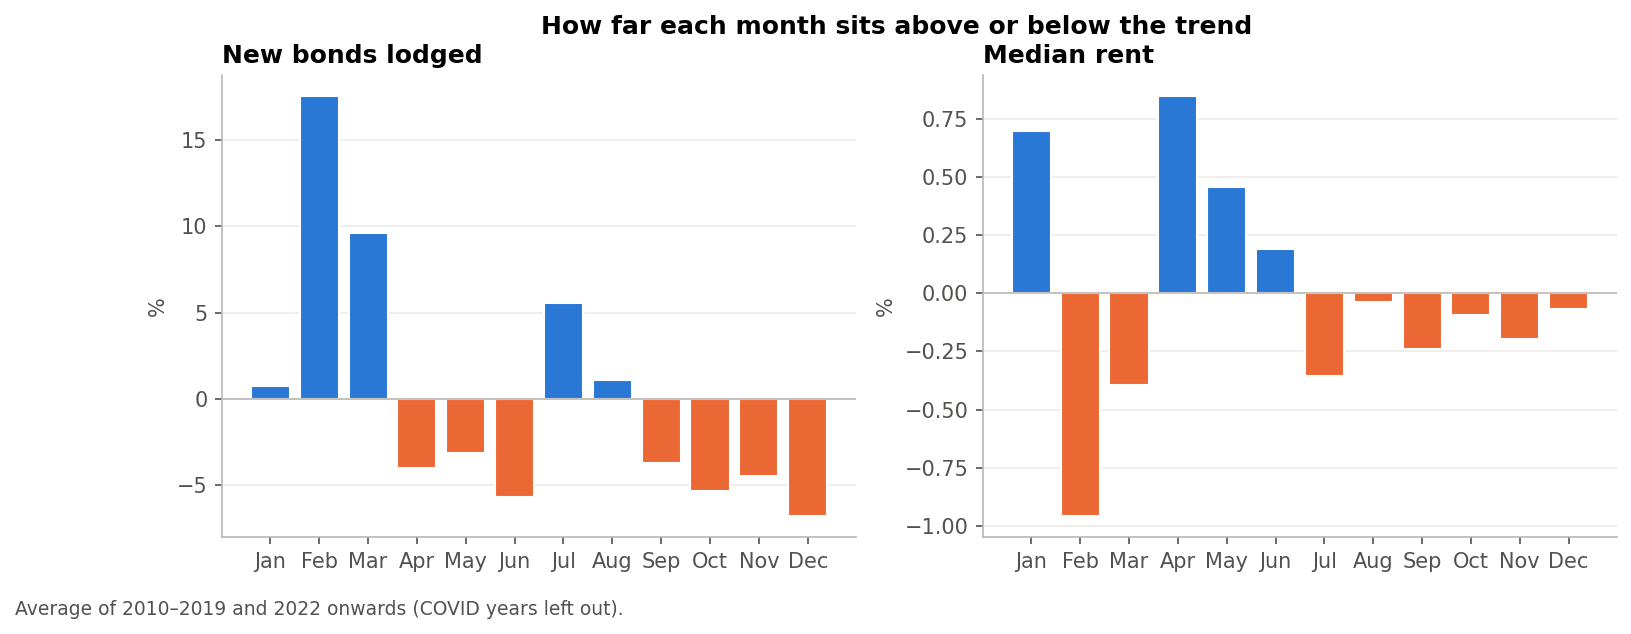 How far each month sits above or below the trend
New bonds lodged
15
10
5
0
−5
%
Jan Feb Mar Apr May Jun Jul Aug Sep Oct Nov Dec
Median rent
0.75
0.50
0.25
0.00
−0.25
−0.50
−0.75
−1.00
%
Jan Feb Mar Apr May Jun Jul Aug Sep Oct Nov Dec
Average of 2010–2019 and 2022 onwards (COVID years left out).